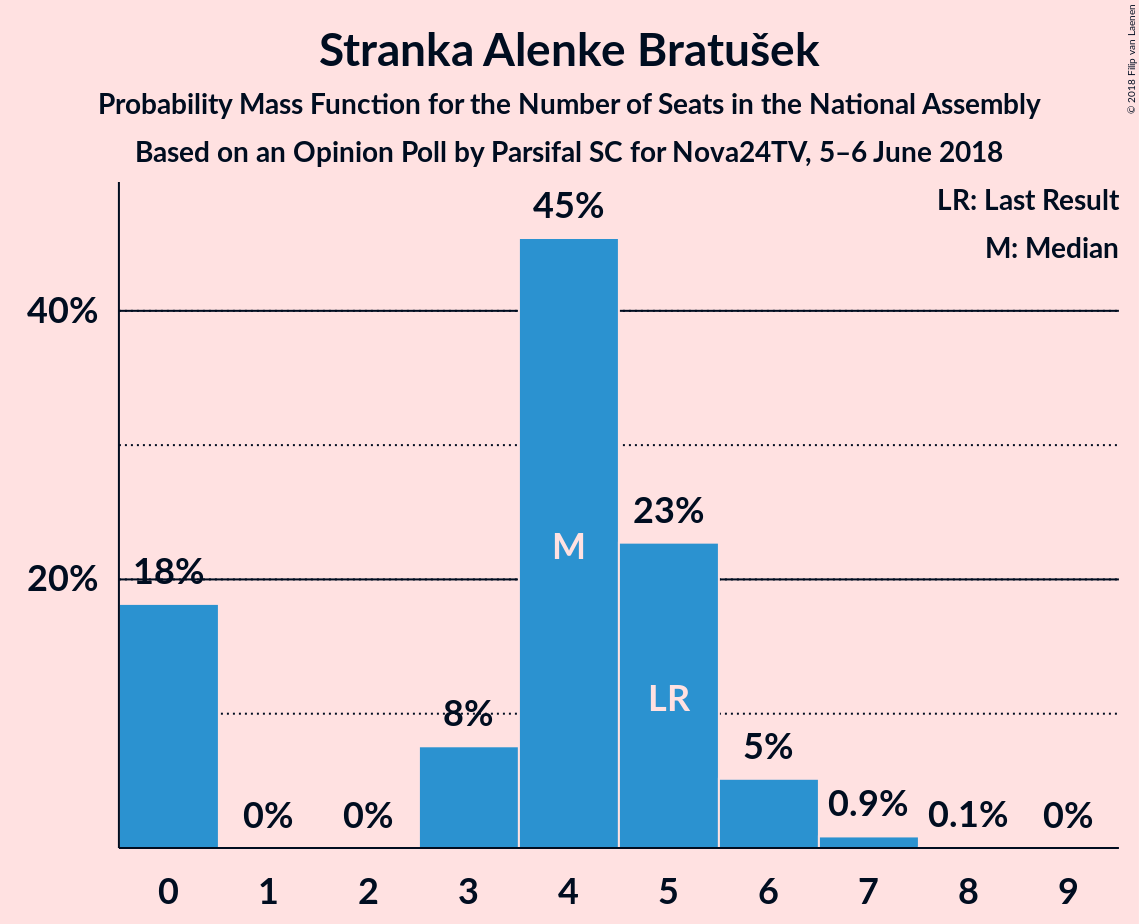 Stranka Alenke Bratušek
Probability Mass Function for the Number of Seats in the National Assembly
Based on an Opinion Poll by Parsifal SC for Nova24TV, 5–6 June 2018
© 2018 Filip van Laenen
LR: Last Result
M: Median
40%
20%
18%
0%
0%
8%
45%
23%
5%
0.9%
0.1%
0%
M
LR
0 1 2 3 4 5 6 7 8 9